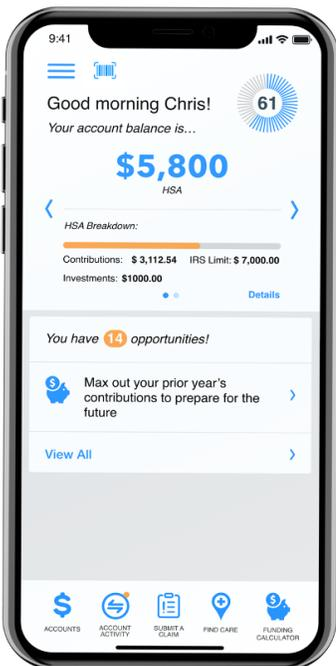 9:41
Good morning Chris!
61
Your account balance is...
$5,800
HSA
HSA Breakdown:
Contributions: $ 3,112.54 IRS Limit: $ 7,000.00
Investments: $1000.00
Details
You have 14 opportunities!
$
Max out your prior year's
contributions to prepare for the
future
View All
$
ACCOUNTS
ACCOUNT
ACTIVITY
SUBMIT A
CLAIM
FIND CARE
$
FUNDING
CALCULATOR